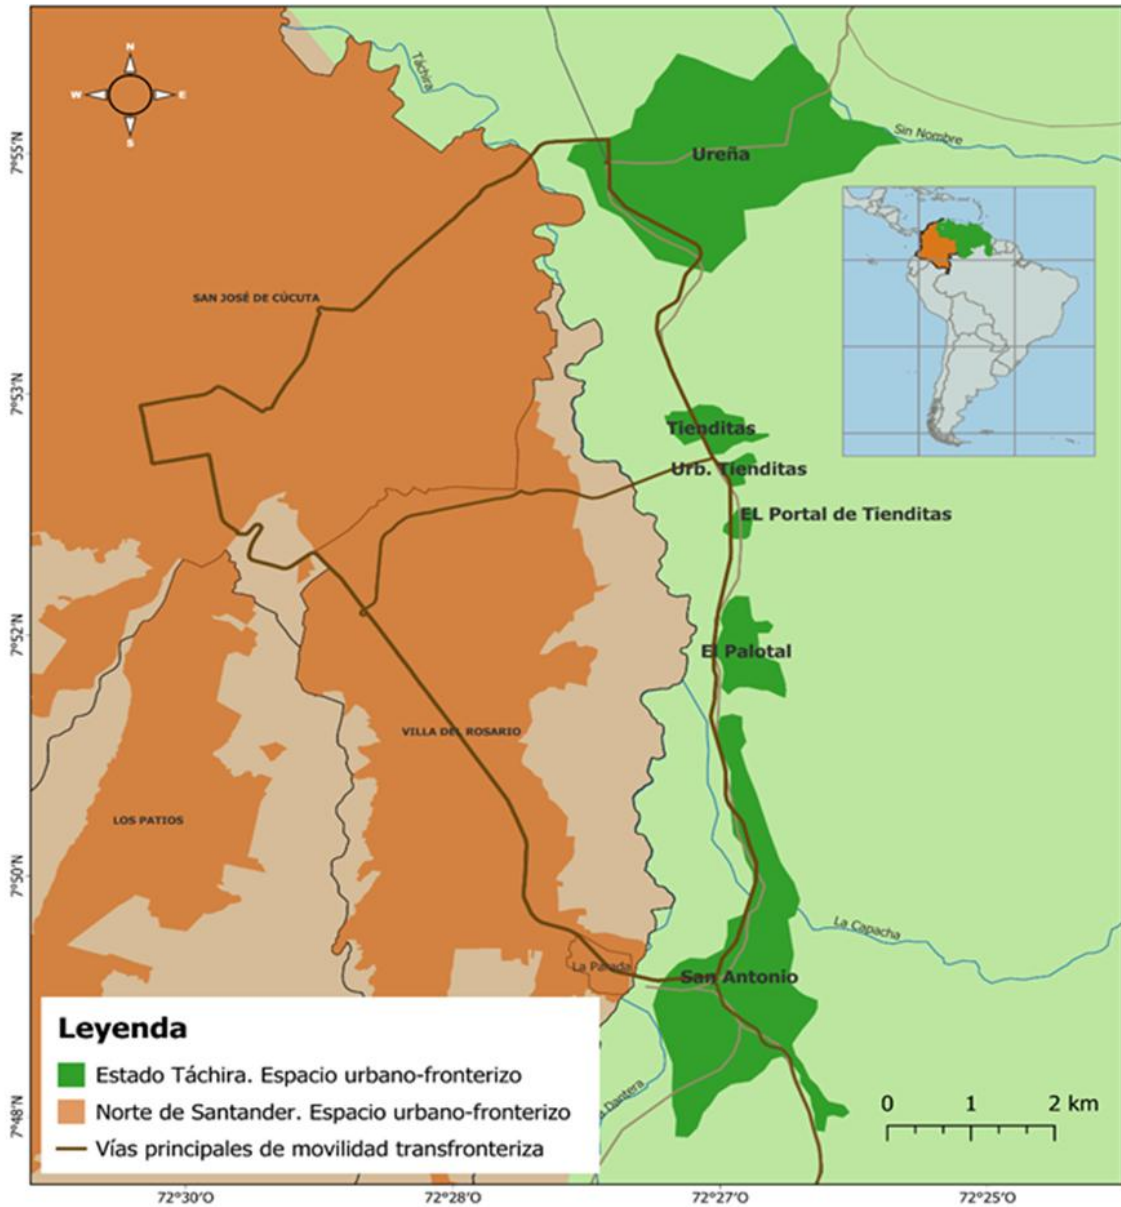 N
W
E
S
Táchira
Sin Nombre
Ureña
7°55'N
SAN JOSÉ DE CÚCUTA
7°53'N
Tienditas
Urb. Tienditas
EL Portal de Tienditas
7°52'N
El Palotal
VILLA DEL ROSARIO
LOS PATIOS
7°50'N
La Capacha
La Parada
San Antonio
Leyenda
Estado Táchira. Espacio urbano-fronterizo
Norte de Santander. Espacio urbano-fronterizo
Vías principales de movilidad transfronteriza
Dantera
7°48'N
0 1 2 km
72°30'O
72°28'O
72°27'O
72°25'O